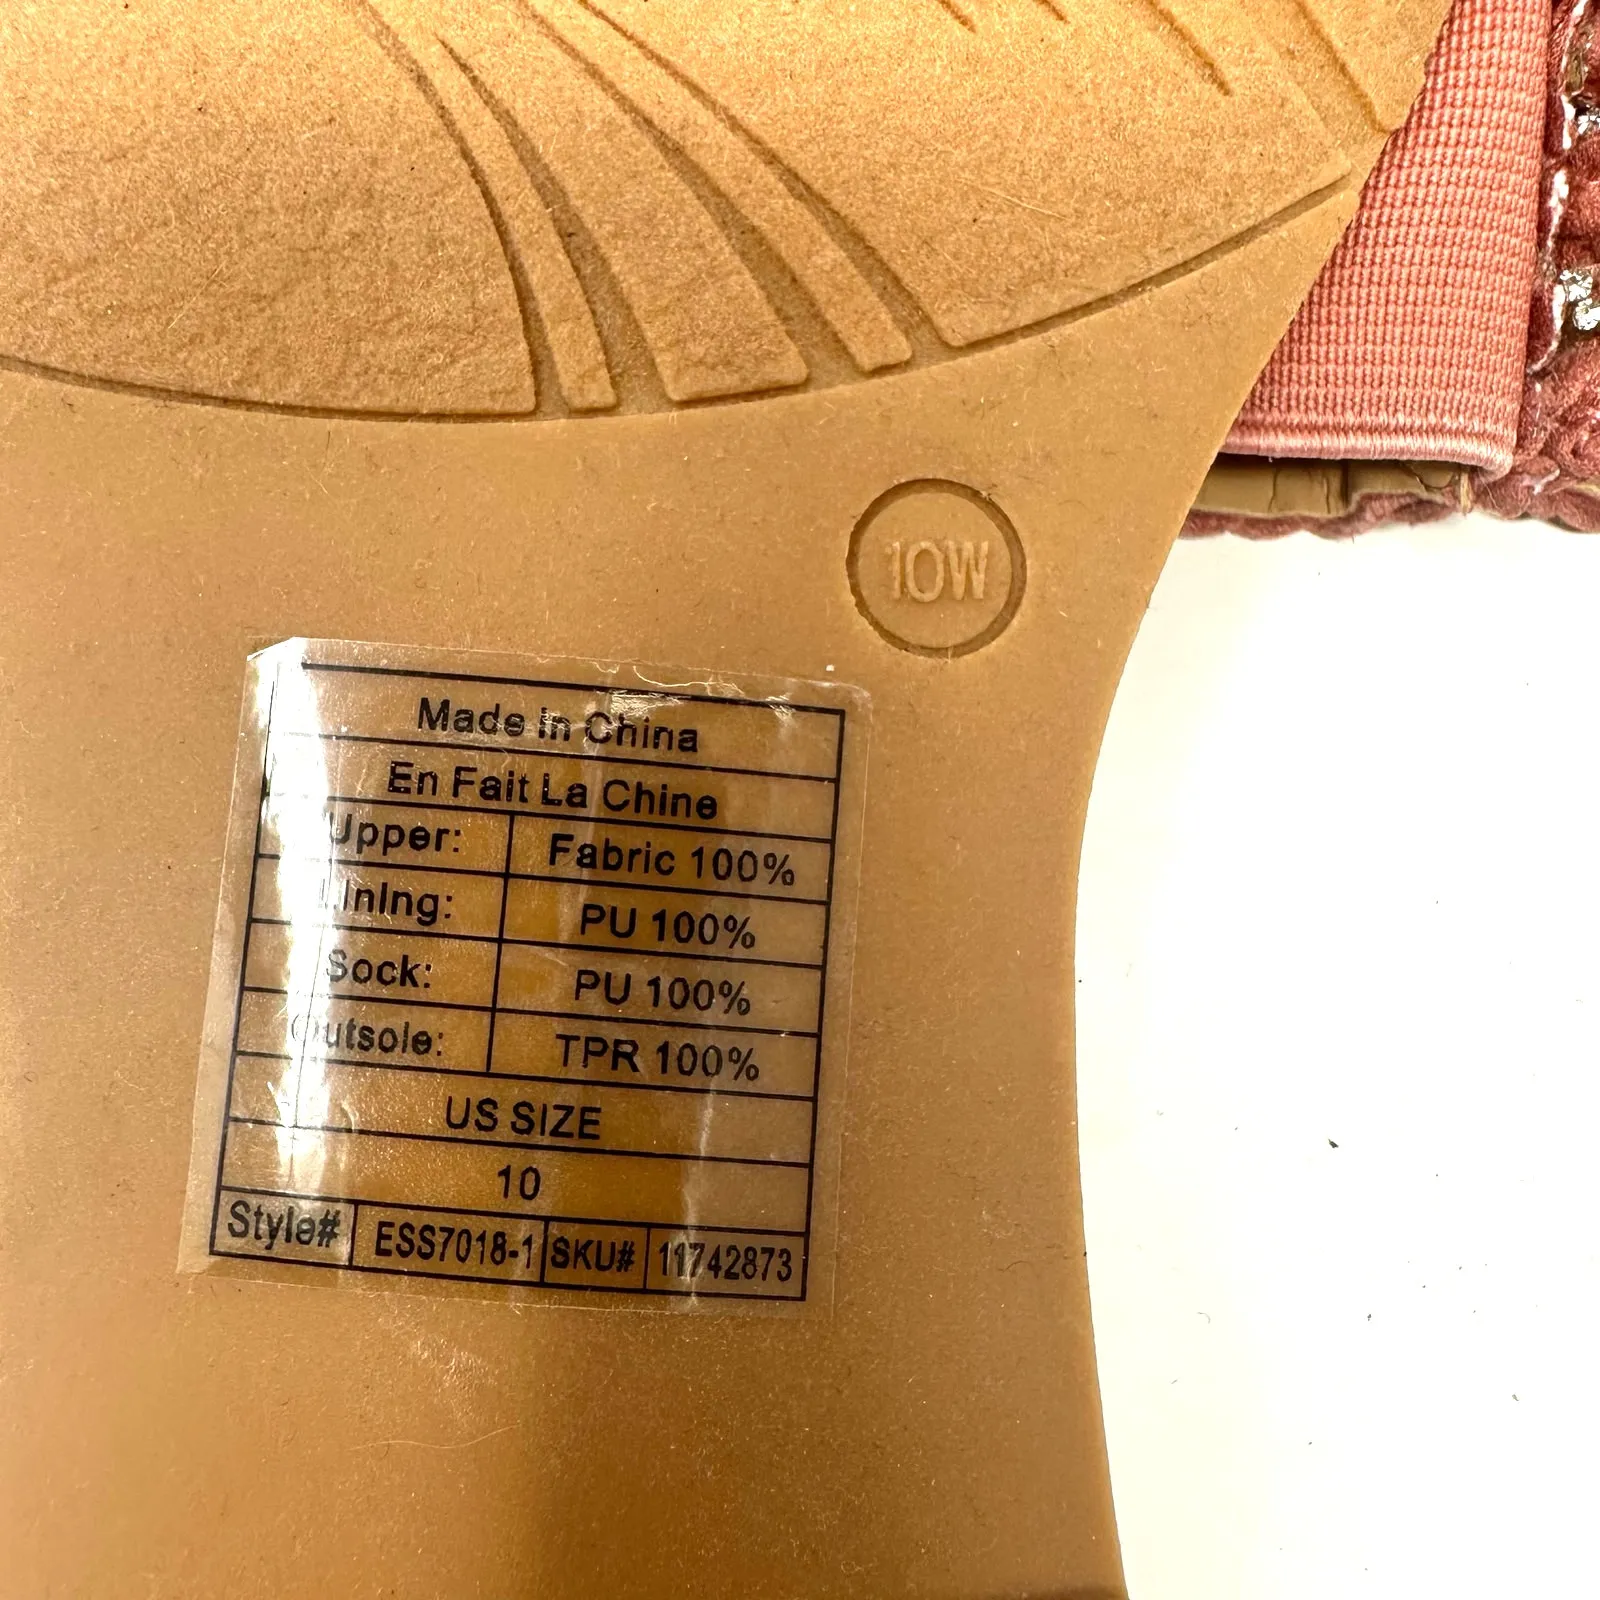 10W
Made in China
En Fait La Chine
Upper: Fabric 100%
Lining: PU 100%
Sock: PU 100%
Outsole: TPR 100%
US SIZE
10
Style# ESS7018-1 SKU# 11742873